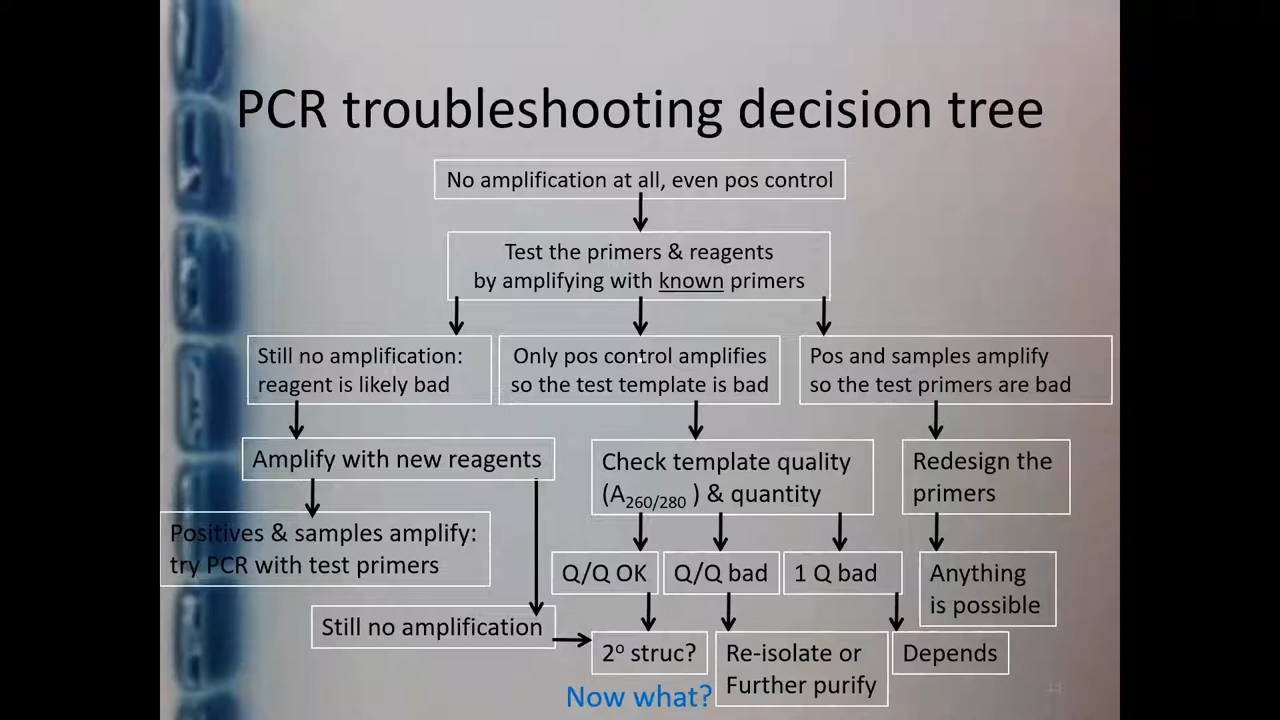 PCR troubleshooting decision tree
No amplification at all, even pos control
Test the primers & reagents
by amplifying with known primers
Still no amplification:
reagent is likely bad
Only pos control amplifies
so the test template is bad
Pos and samples amplify
so the test primers are bad
Amplify with new reagents
Check template quality
(A260/280 ) & quantity
Redesign the
primers
Positives & samples amplify:
try PCR with test primers
Q/Q OK
Q/Q bad
1 Q bad
Anything
is possible
Still no amplification
2o struc?
Re-isolate or
Further purify
Depends
Now what?